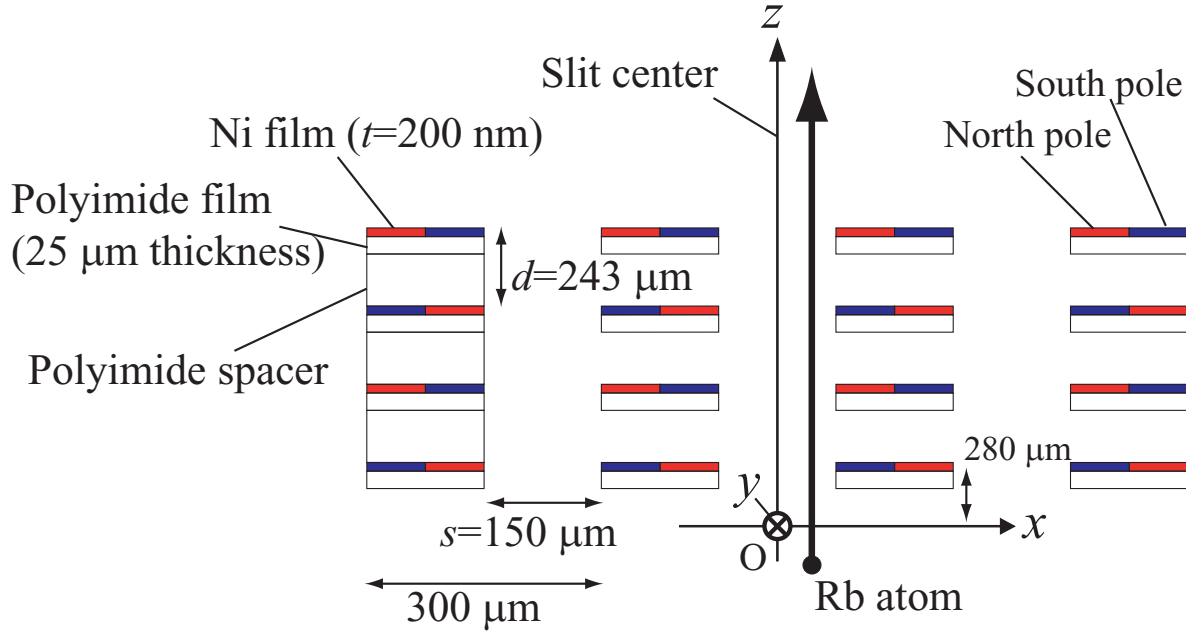 z
Slit center
South pole
Ni film (t=200 nm)
North pole
Polyimide film
(25 μm thickness)
d=243 μm
Polyimide spacer
280 μm
y
x
s=150 μm
O
Rb atom
300 μm